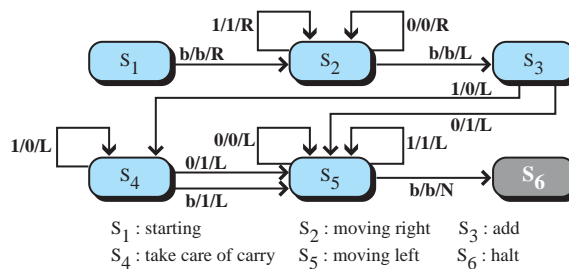 1/1/R
0/0/R
S1
b/b/R
S2
b/b/L
S3
1/0/L
0/1/L
1/0/L
0/0/L
1/1/L
S4
0/1/L
b/1/L
S5
b/b/N
S6
S1 : starting
S2 : moving right
S3 : add
S4 : take care of carry
S5 : moving left
S6 : halt